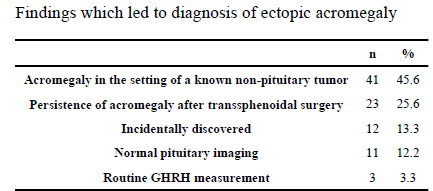 Findings which led to diagnosis of ectopic acromegaly
n %
Acromegaly in the setting of a known non-pituitary tumor 41 45.6
Persistence of acromegaly after transsphenoidal surgery 23 25.6
Incidentally discovered 12 13.3
Normal pituitary imaging 11 12.2
Routine GHRH measurement 3 3.3